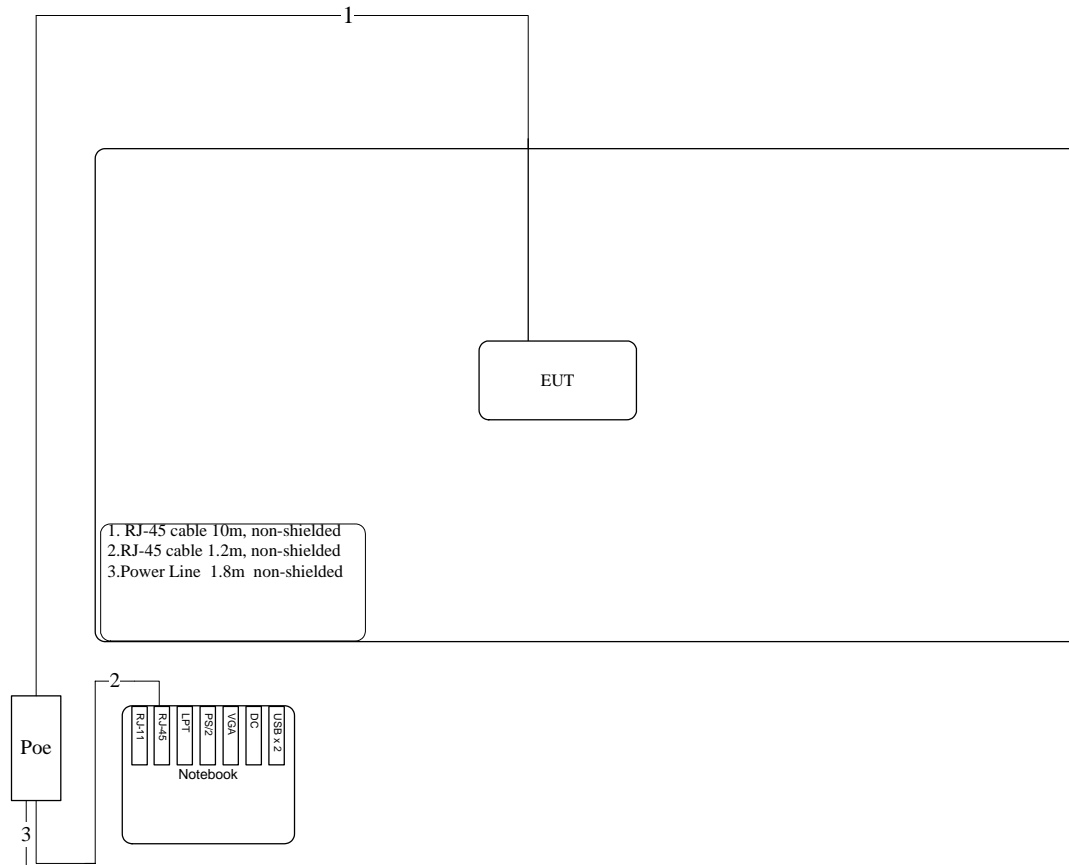 1
EUT
1. RJ-45 cable 10m, non-shielded
2.RJ-45 cable 1.2m, non-shielded
3.Power Line 1.8m non-shielded
2
Poe
RJ-11
RJ-45
LPT
PS/2
VGA
DC
USB x 2
Notebook
3